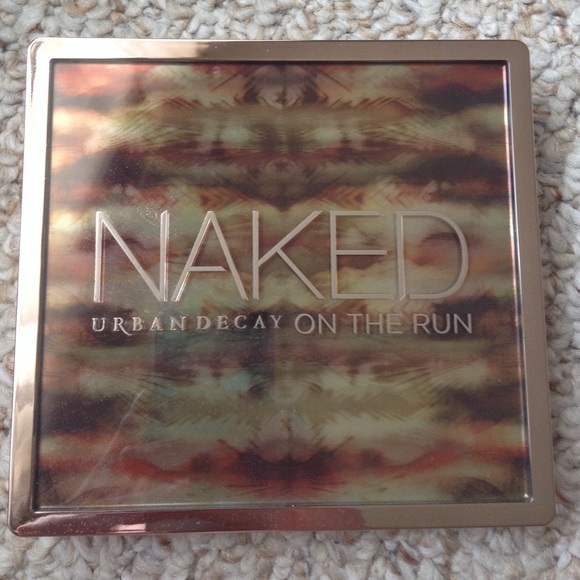 NAKED
URBAN DECAY ON THE RUN